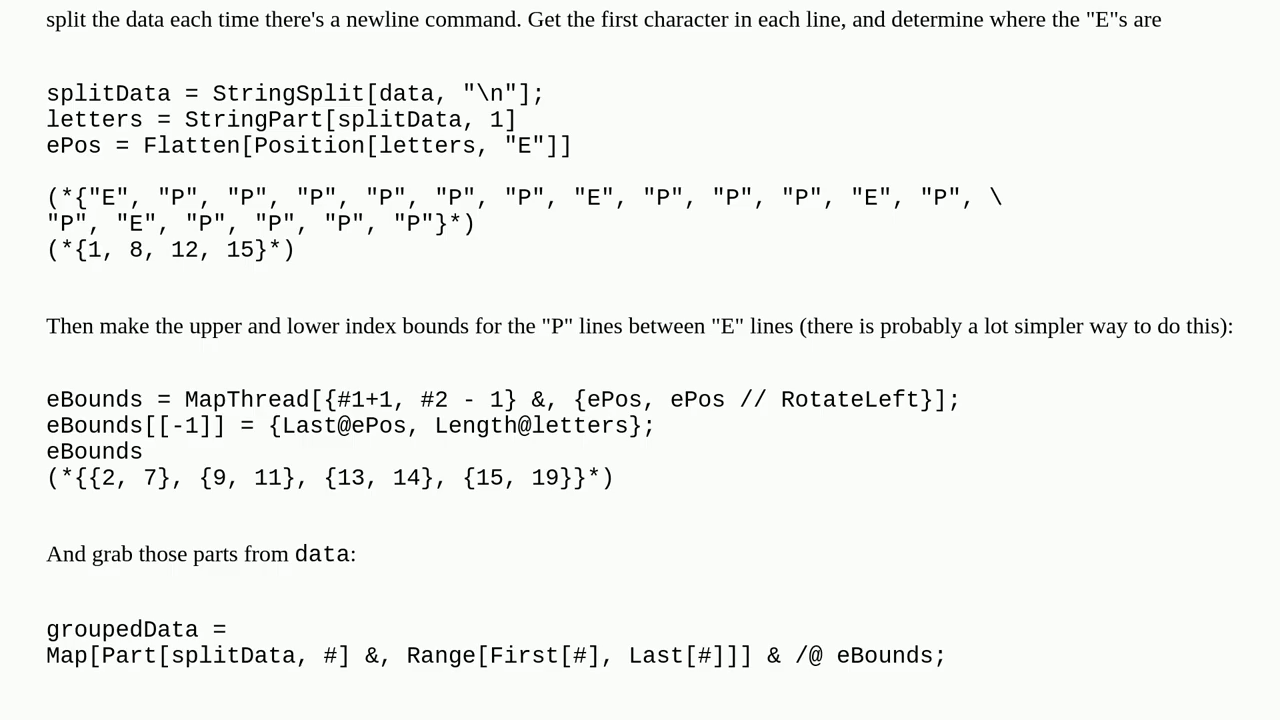 split the data each time there's a newline command. Get the first character in each line, and determine where the "E"s are
splitData = StringSplit[data, "\n"];
letters = StringPart[splitData, 1]
ePos = Flatten[Position[letters, "E"]]
(*{"E", "P", "P", "P", "P", "P", "P", "E", "P", "P", "P", "E", "P", \
"P", "E", "P", "P", "P", "P"}*)
(*{1, 8, 12, 15}*)
Then make the upper and lower index bounds for the "P" lines between "E" lines (there is probably a lot simpler way to do this):
eBounds = MapThread[{#1+1, #2 - 1} &, {ePos, ePos // RotateLeft}];
eBounds[[-1]] = {Last@ePos, Length@letters};
eBounds
(*{{2, 7}, {9, 11}, {13, 14}, {15, 19}}*)
And grab those parts from data:
groupedData =
Map[Part[splitData, #] &, Range[First[#], Last[#]]] & /@ eBounds;